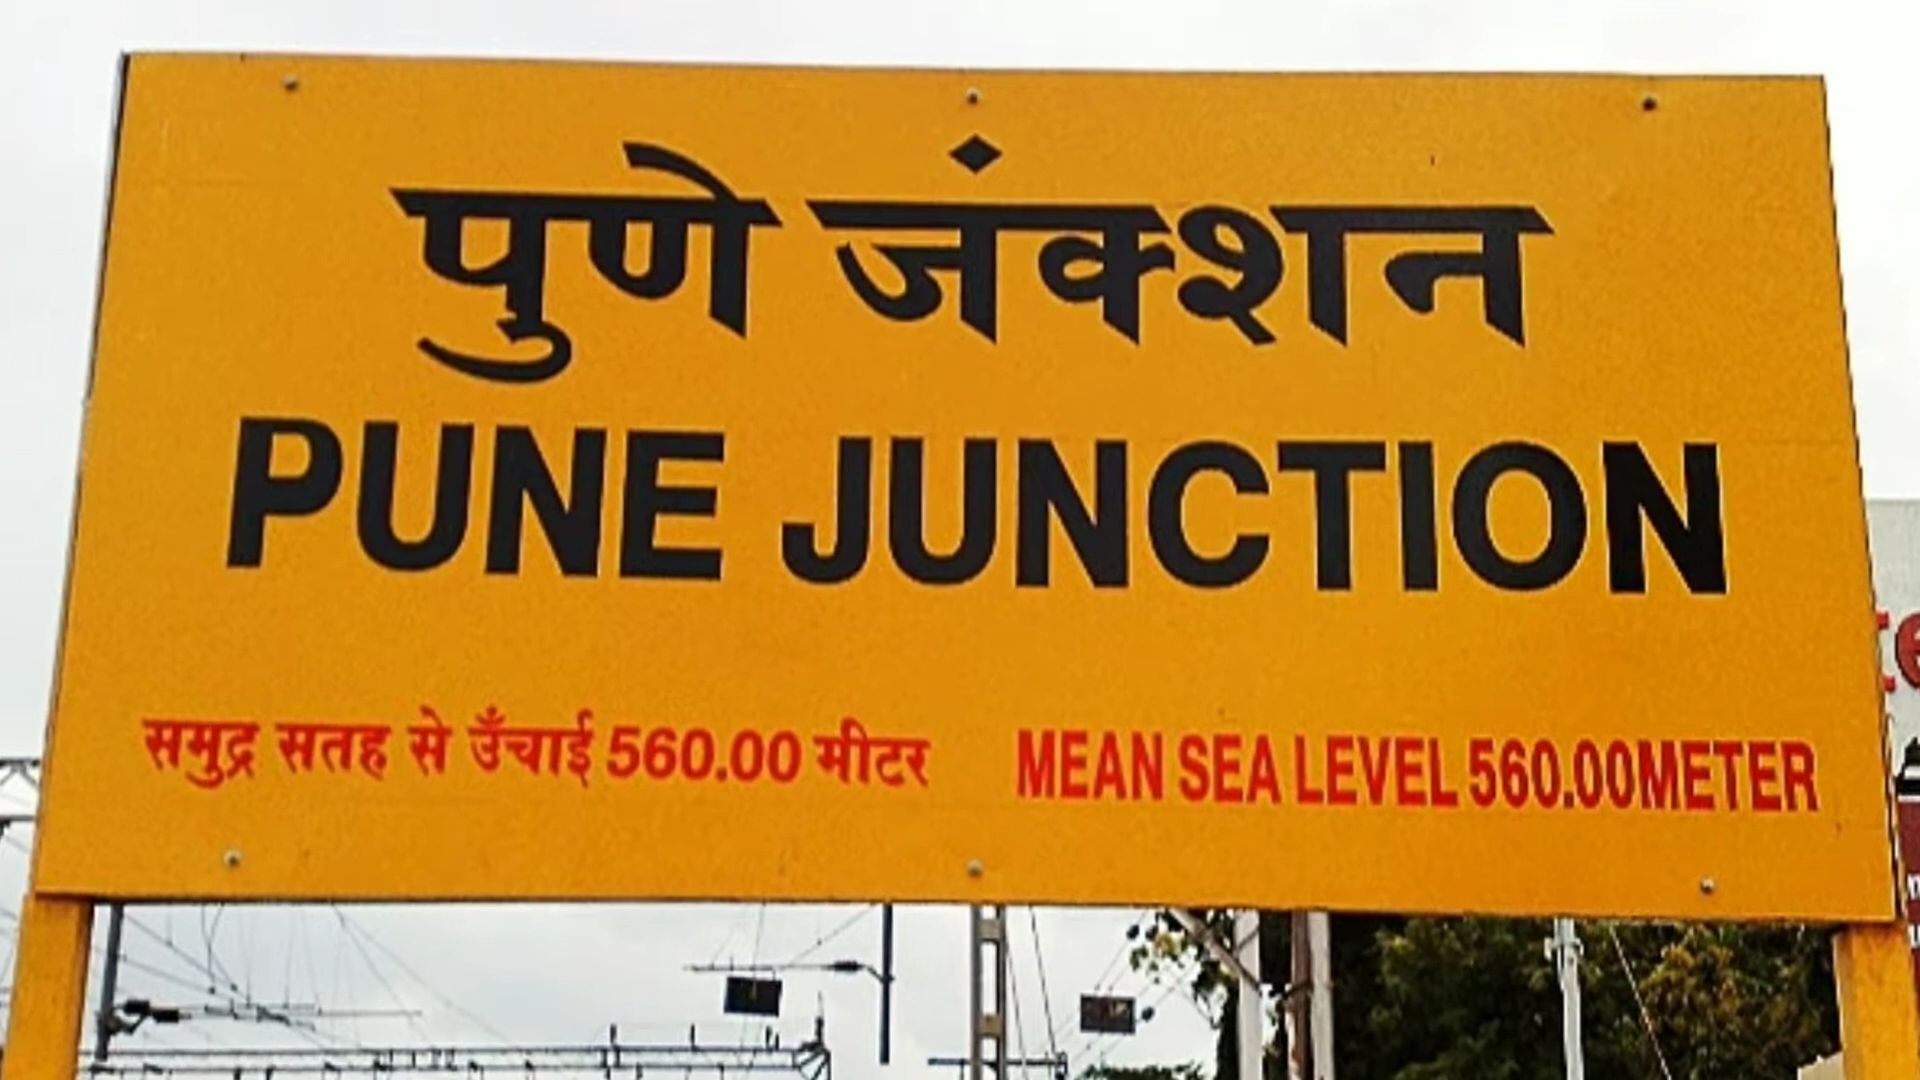 पुणे जंक्शन
PUNE JUNCTION
समुद्र सतह से उँचाई 560.00 मीटर MEAN SEA LEVEL 560.00METER